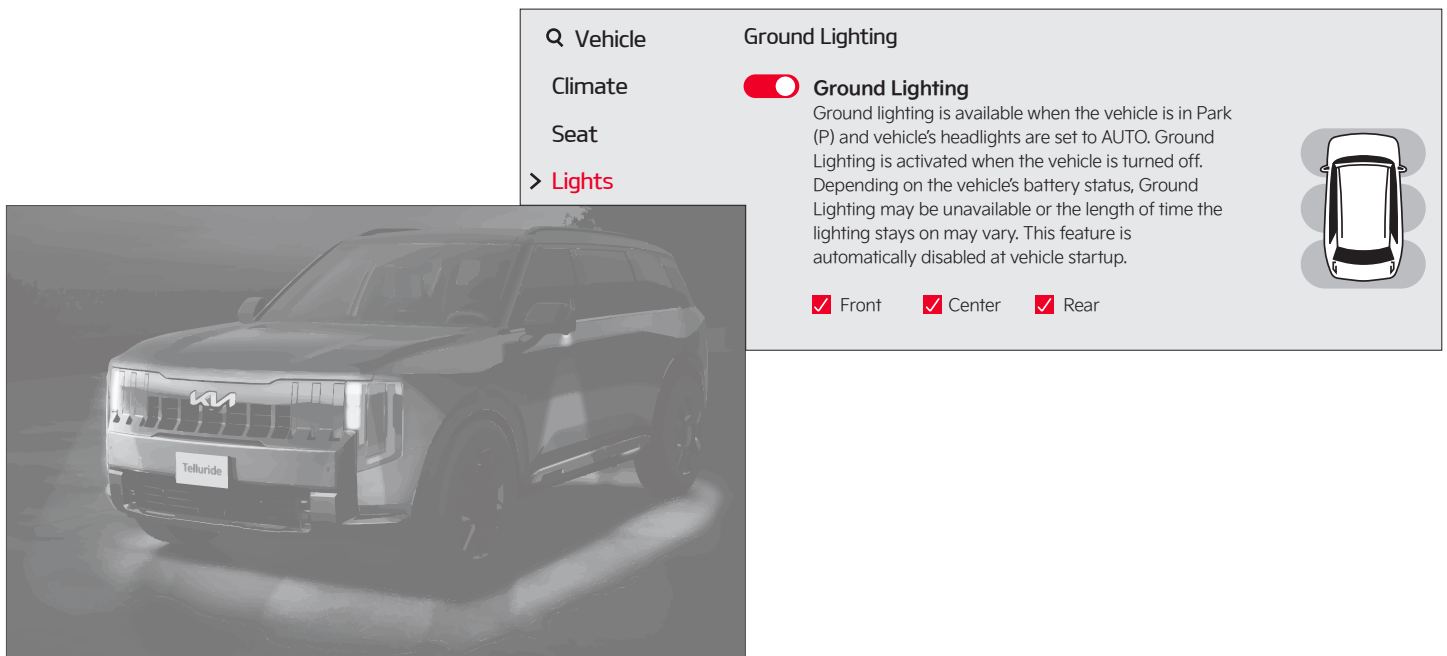 Vehicle
Climate
Seat
Lights
Ground Lighting
Ground Lighting
Ground lighting is available when the vehicle is in Park
(P) and vehicle's headlights are set to AUTO. Ground
Lighting is activated when the vehicle is turned off.
Depending on the vehicle's battery status, Ground
Lighting may be unavailable or the length of time the
lighting stays on may vary. This feature is
automatically disabled at vehicle startup.
Front Center Rear
KIA
Telluride